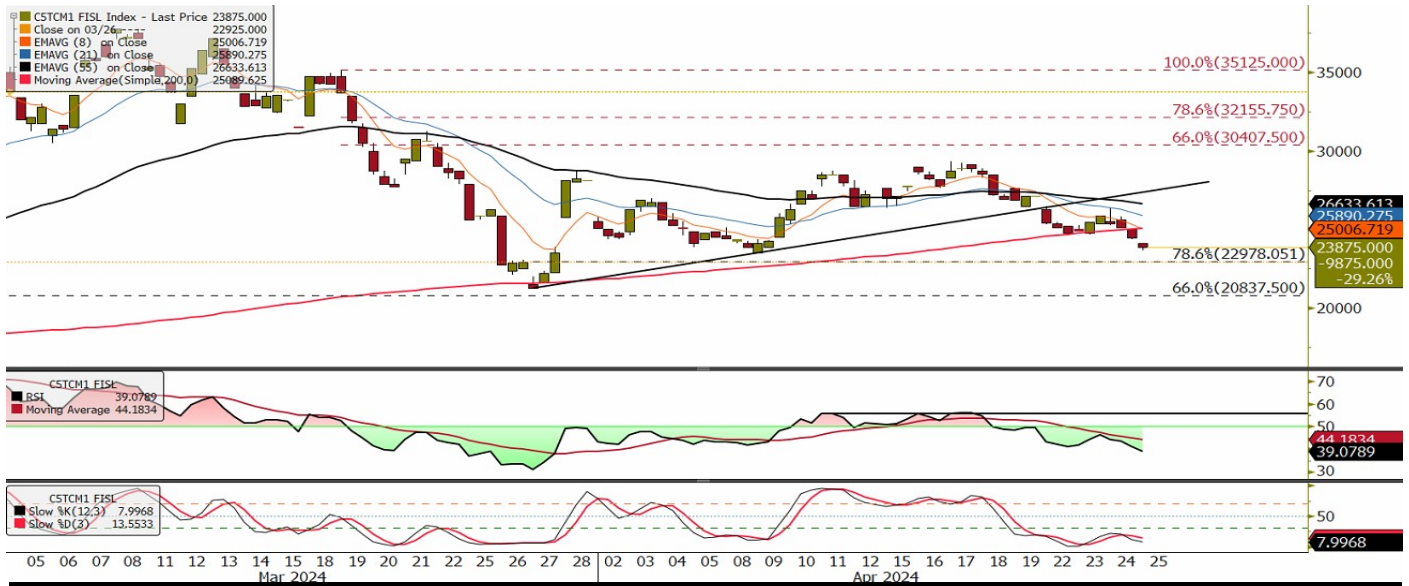 C5TCM1 FISL Index - Last Price 23875.000
Close on 03/26 22925.000
EMAVG (8) on Close 25006.719
EMAVG (21) on Close 25890.275
EMAVG (55) on Close 26633.613
Moving Average(Simple,200,0) 25089.625
100.0%(35125.000)
78.6%(32155.750)
66.0%(30407.500)
78.6%(22978.051)
66.0%(20837.500)
35000
30000
26633.613
25890.275
25006.719
23875.000
-9875.000
-29.26%
20000
C5TCM1 FISL
RSI 39.0789
Moving Average 44.1834
70
60
50
44.1834
39.0789
30
C5TCM1 FISL
Slow %K(12,3) 7.9968
Slow %D(3) 13.5533
50
7.9968
05 06 07 08 11 12 13 14 15 18 19 20 21 22 25 26 27 28 02 03 04 05 08 09 10 11 12 15 16 17 18 19 22 23 24 25
Mar 2024 Apr 2024